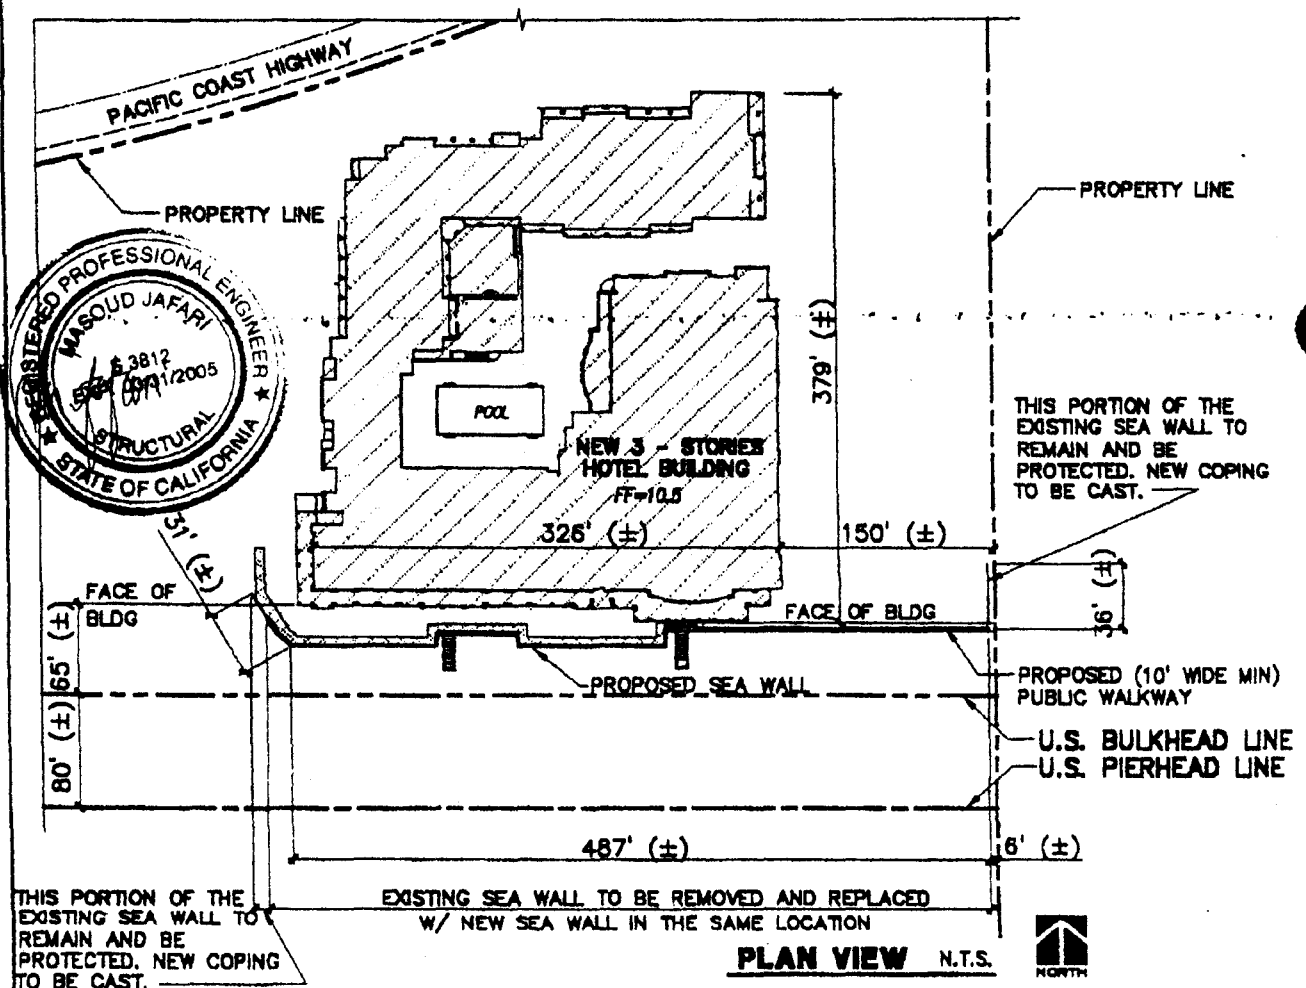 PACIFIC COAST HIGHWAY
PROPERTY LINE
PROPERTY LINE
REGISTERED PROFESSIONAL ENGINEER
MASOUD JAFARI
S 3812
/2005
STRUCTURAL
★ STATE OF CALIFORNIA ★
379' (±)
POOL
NEW 3 - STORIES
HOTEL BUILDING
FF=10.5
THIS PORTION OF THE
EXISTING SEA WALL TO
REMAIN AND BE
PROTECTED. NEW COPING
TO BE CAST.
326' (±)
150' (±)
31' (±)
36' (±)
FACE OF
BLDG
FACE OF BLDG
65' (±)
80' (±)
PROPOSED SEA WALL
PROPOSED (10' WIDE MIN)
PUBLIC WALKWAY
U.S. BULKHEAD LINE
U.S. PIERHEAD LINE
487' (±)
6' (±)
THIS PORTION OF THE
EXISTING SEA WALL TO
REMAIN AND BE
PROTECTED. NEW COPING
TO BE CAST.
EXISTING SEA WALL TO BE REMOVED AND REPLACED
W/ NEW SEA WALL IN THE SAME LOCATION
PLAN VIEW N.T.S.
NORTH